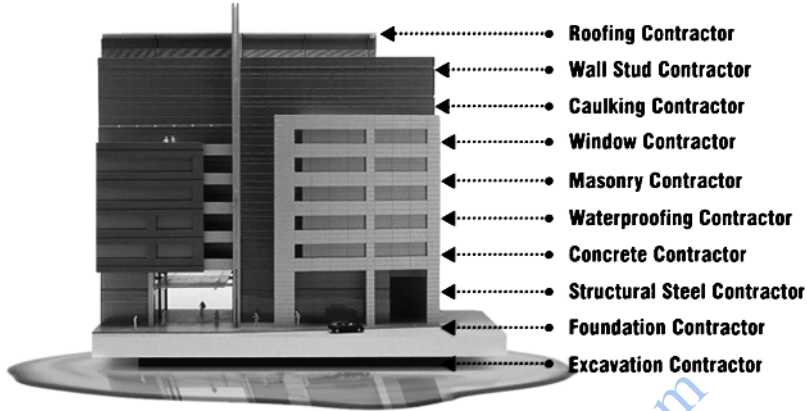 Roofing Contractor
Wall Stud Contractor
Caulking Contractor
Window Contractor
Masonry Contractor
Waterproofing Contractor
Concrete Contractor
Structural Steel Contractor
Foundation Contractor
Excavation Contractor